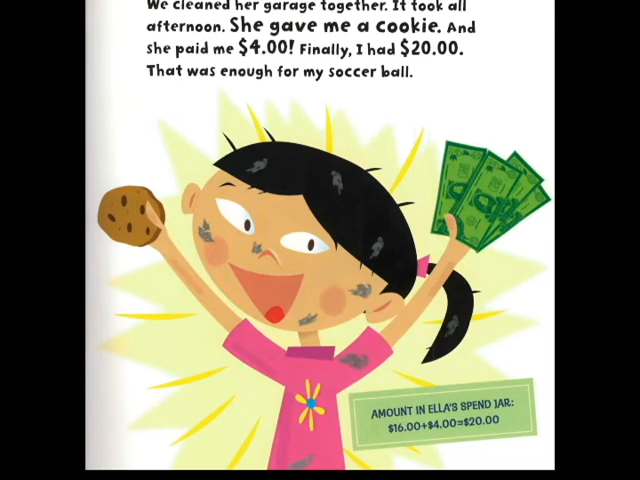 We cleaned her garage together. It took all
afternoon. She gave me a cookie. And
she paid me $4.00! Finally, I had $20.00.
That was enough for my soccer ball.
AMOUNT IN ELLA'S SPEND JAR:
$16.00+$4.00=$20.00